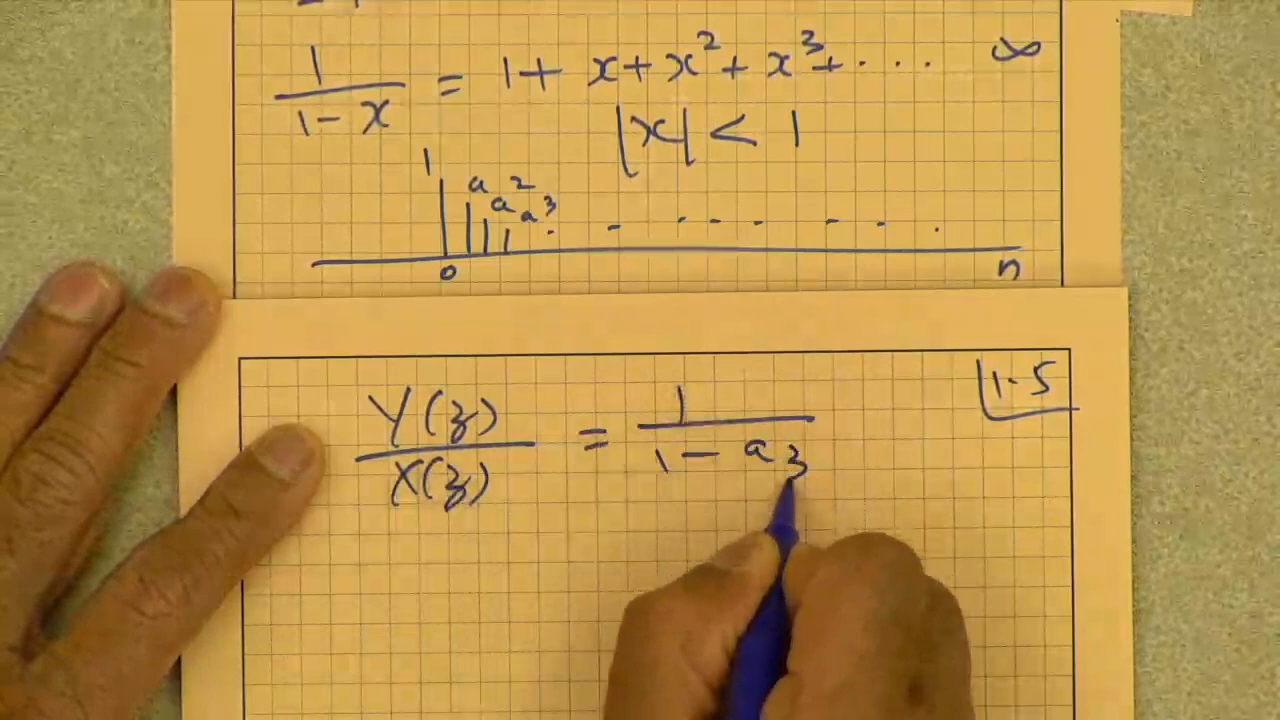 1/(1 - x) = 1 + x + x² + x³ + .... ∞
|x| < 1
1 a a² a³ . . . . . . . . .
0 n
1.5
Y(z)/X(z) = 1/(1 - az